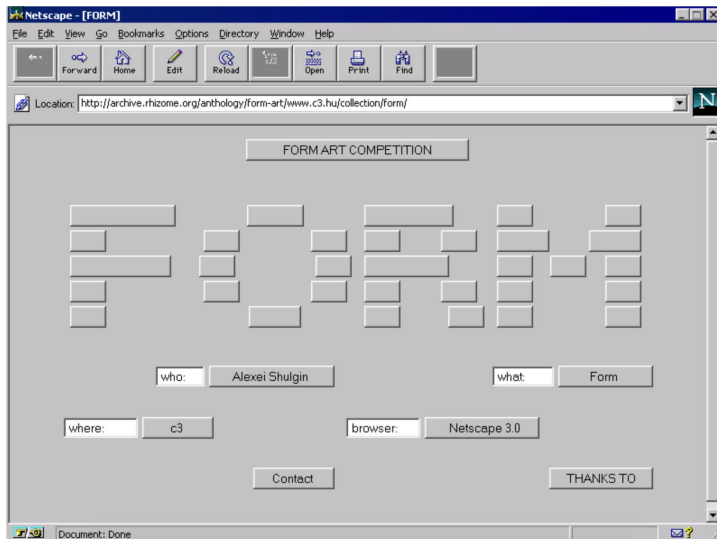 Netscape - [FORM]
File Edit View Go Bookmarks Options Directory Window Help
Forward Home Edit Reload Open Print Find
Location: http://archive.rhizome.org/anthology/form-art/www.c3.hu/collection/form/
N
FORM ART COMPETITION
FORM
who: Alexei Shulgin what: Form
where: c3 browser: Netscape 3.0
Contact THANKS TO
Document: Done